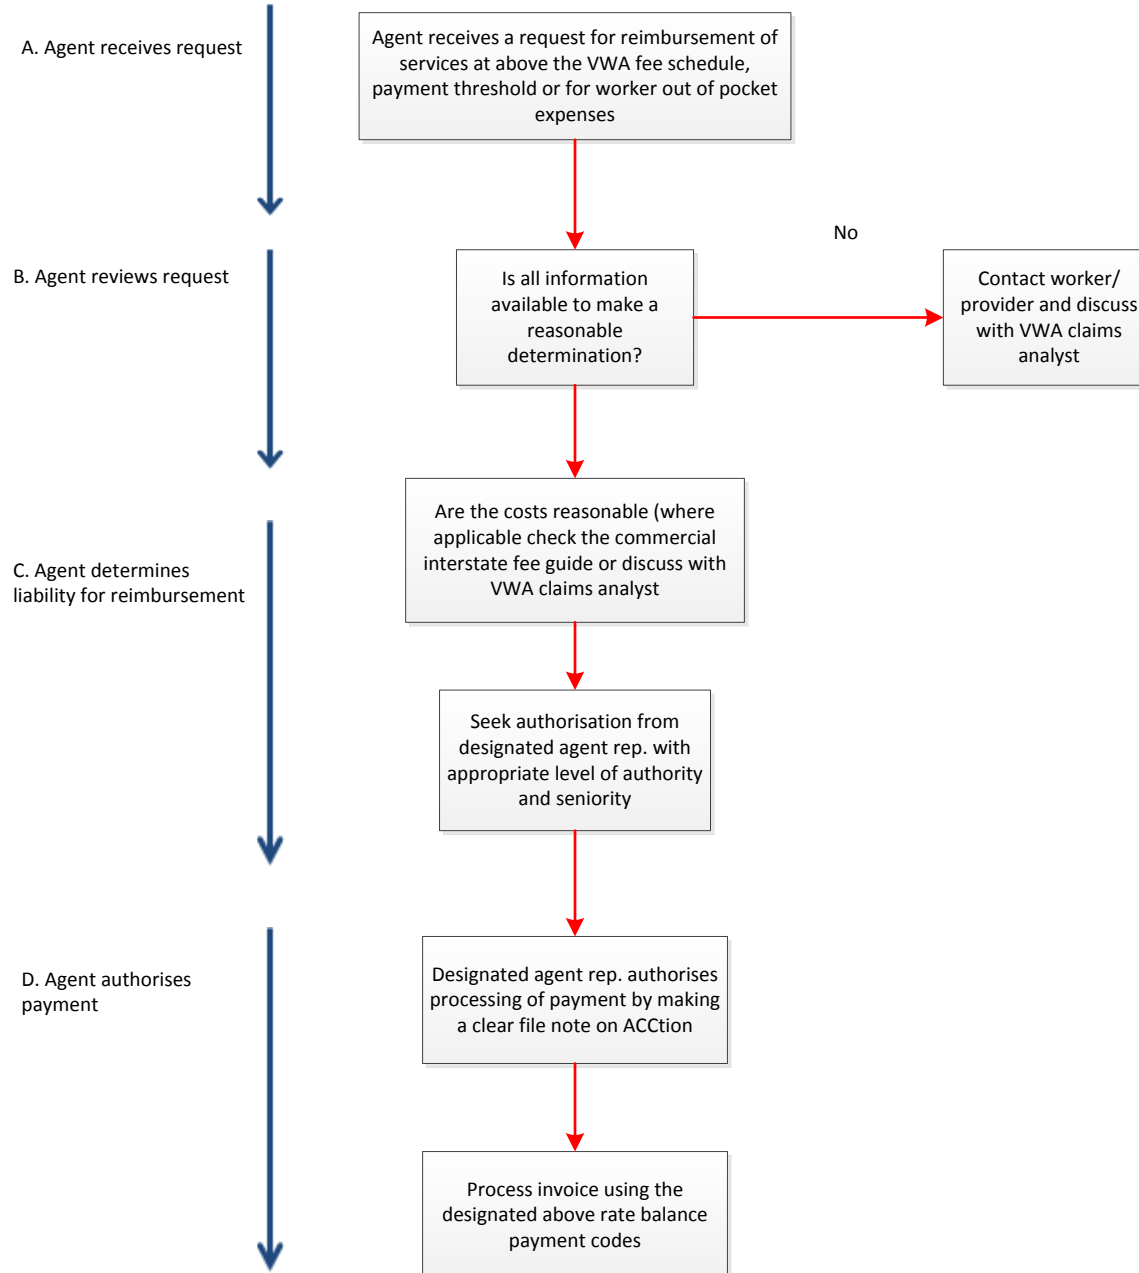 A. Agent receives request
Agent receives a request for reimbursement of
services at above the VWA fee schedule,
payment threshold or for worker out of pocket
expenses
No
B. Agent reviews request
Is all information
available to make a
reasonable
determination?
Contact worker/
provider and discuss
with VWA claims
analyst
Are the costs reasonable (where
applicable check the commercial
interstate fee guide or discuss with
VWA claims analyst
C. Agent determines
liability for reimbursement
Seek authorisation from
designated agent rep. with
appropriate level of authority
and seniority
D. Agent authorises
payment
Designated agent rep. authorises
processing of payment by making
a clear file note on ACCtion
Process invoice using the
designated above rate balance
payment codes